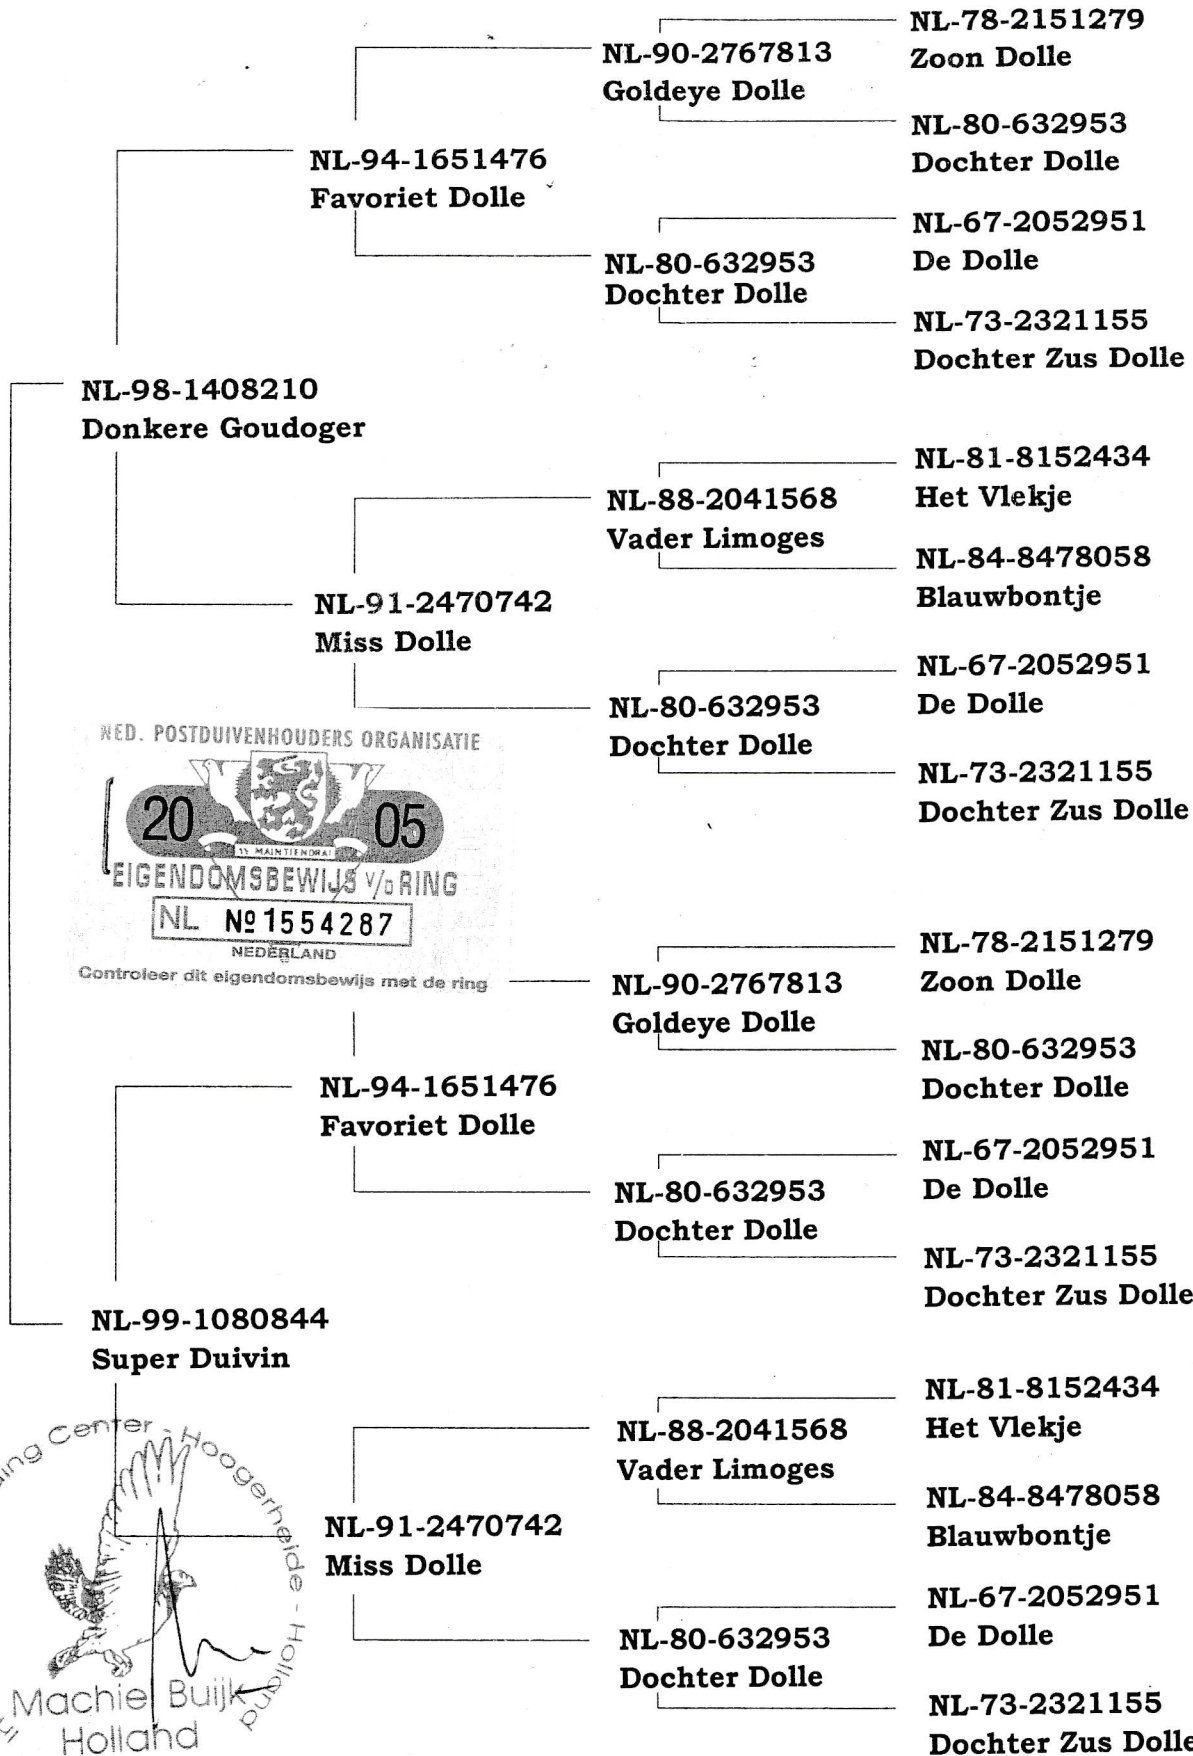 NL-78-2151279
Zoon Dolle
NL-90-2767813
Goldeye Dolle
NL-80-632953
Dochter Dolle
NL-94-1651476
Favoriet Dolle
NL-67-2052951
De Dolle
NL-80-632953
Dochter Dolle
NL-73-2321155
Dochter Zus Dolle
NL-98-1408210
Donkere Goudoger
NL-81-8152434
Het Vlekje
NL-88-2041568
Vader Limoges
NL-84-8478058
Blauwbontje
NL-91-2470742
Miss Dolle
NL-67-2052951
De Dolle
NL-80-632953
Dochter Dolle
NL-73-2321155
Dochter Zus Dolle
NED. POSTDUIVENHOUDERS ORGANISATIE
20 05
MAINTIENDRAI
EIGENDOMSBEWIJS v/d RING
NL Nº 1554287
NEDERLAND
Controleer dit eigendomsbewijs met de ring
NL-78-2151279
Zoon Dolle
NL-90-2767813
Goldeye Dolle
NL-80-632953
Dochter Dolle
NL-94-1651476
Favoriet Dolle
NL-67-2052951
De Dolle
NL-80-632953
Dochter Dolle
NL-73-2321155
Dochter Zus Dolle
NL-99-1080844
Super Duivin
NL-81-8152434
Het Vlekje
NL-88-2041568
Vader Limoges
NL-84-8478058
Blauwbontje
NL-91-2470742
Miss Dolle
NL-67-2052951
De Dolle
NL-80-632953
Dochter Dolle
NL-73-2321155
Dochter Zus Dolle
Center - Hoogerheide - Holland
Machiel Buijk
Holland